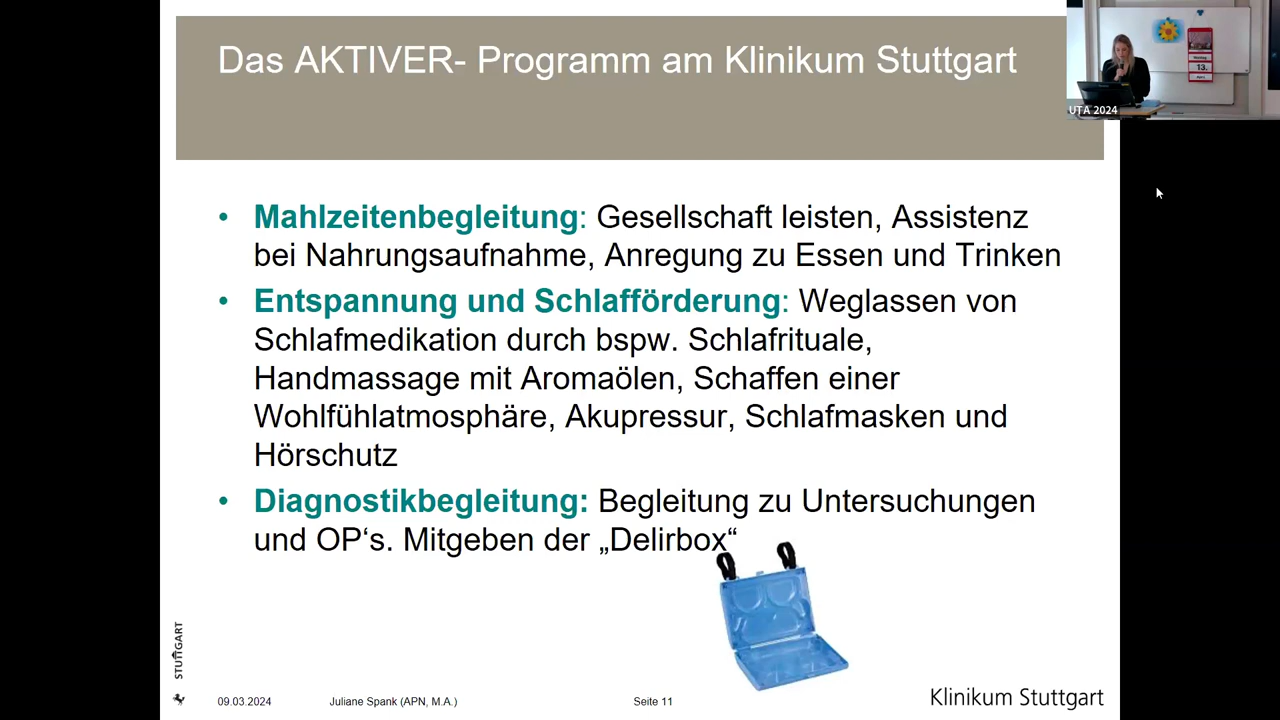 Das AKTIVER- Programm am Klinikum Stuttgart
13.
UTA 2024
• Mahlzeitenbegleitung: Gesellschaft leisten, Assistenz
bei Nahrungsaufnahme, Anregung zu Essen und Trinken
• Entspannung und Schlafförderung: Weglassen von
Schlafmedikation durch bspw. Schlafrituale,
Handmassage mit Aromaölen, Schaffen einer
Wohlfühlatmosphäre, Akupressur, Schlafmasken und
Hörschutz
• Diagnostikbegleitung: Begleitung zu Untersuchungen
und OP‘s. Mitgeben der „Delirbox“
STUTTGART
09.03.2024
Juliane Spank (APN, M.A.)
Seite 11
Klinikum Stuttgart